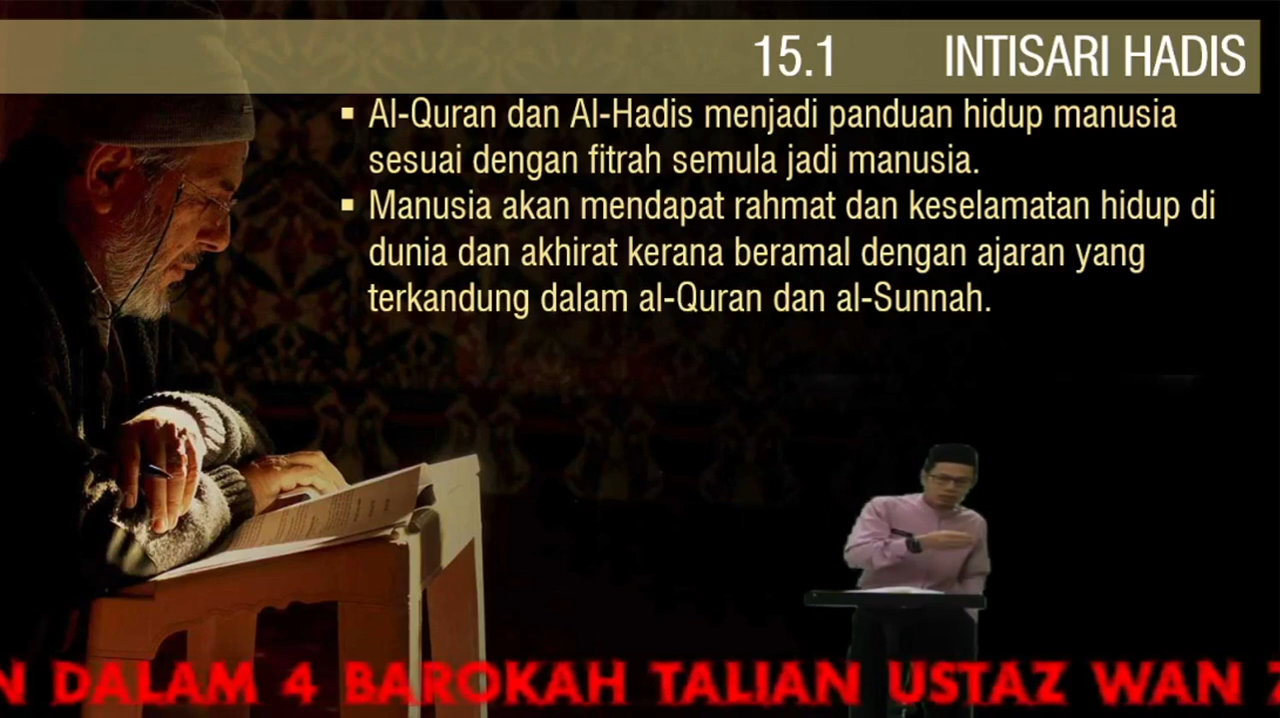 15.1 INTISARI HADIS
▪ Al-Quran dan Al-Hadis menjadi panduan hidup manusia
sesuai dengan fitrah semula jadi manusia.
▪ Manusia akan mendapat rahmat dan keselamatan hidup di
dunia dan akhirat kerana beramal dengan ajaran yang
terkandung dalam al-Quran dan al-Sunnah.
N DALAM 4 BAROKAH TALIAN USTAZ WAN